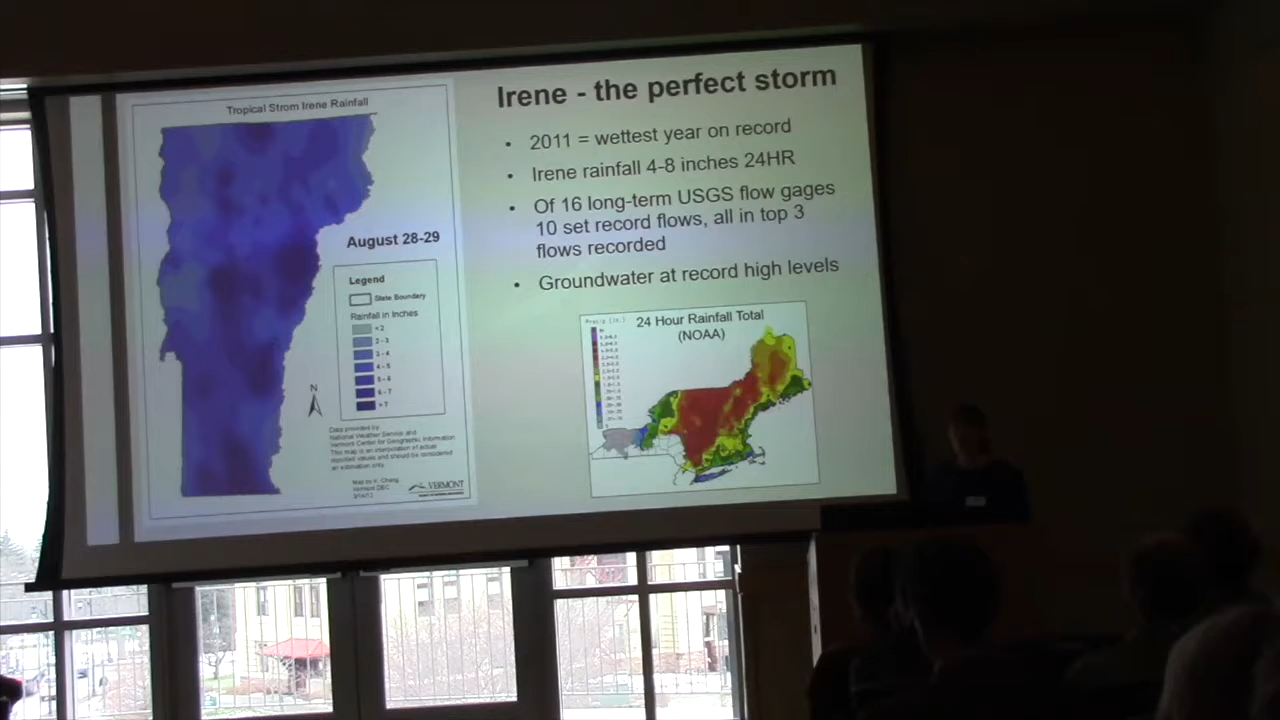 Tropical Strom Irene Rainfall
August 28-29
Legend
State Boundary
Rainfall in Inches
<2
2 - 3
3 - 4
4 - 5
5 - 6
6 - 7
> 7
N
Data provided by
National Weather Service and
Vermont Center for Geographic Information
This map is an interpolation of actual
reported values and should be considered
an estimation only.
Vermont DEC
VERMONT
Irene - the perfect storm
• 2011 = wettest year on record
• Irene rainfall 4-8 inches 24HR
• Of 16 long-term USGS flow gages
10 set record flows, all in top 3
flows recorded
• Groundwater at record high levels
24 Hour Rainfall Total
(NOAA)